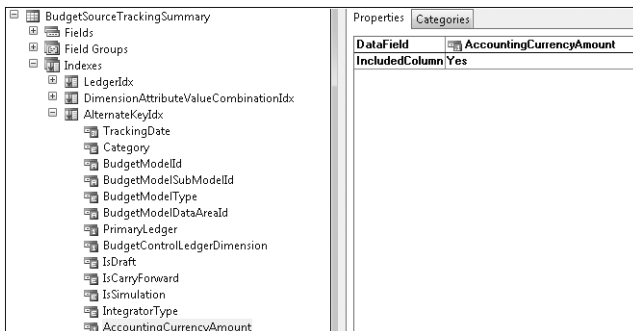 BudgetSourceTrackingSummary
Fields
Field Groups
Indexes
LedgerIdx
DimensionAttributeValueCombinationIdx
AlternateKeyIdx
TrackingDate
Category
BudgetModelId
BudgetModelSubModelId
BudgetModelType
BudgetModelDataAreaId
PrimaryLedger
BudgetControlLedgerDimension
IsDraft
IsCarryForward
IsSimulation
IntegratorType
AccountingCurrencyAmount
Properties Categories
DataField AccountingCurrencyAmount
IncludedColumn Yes